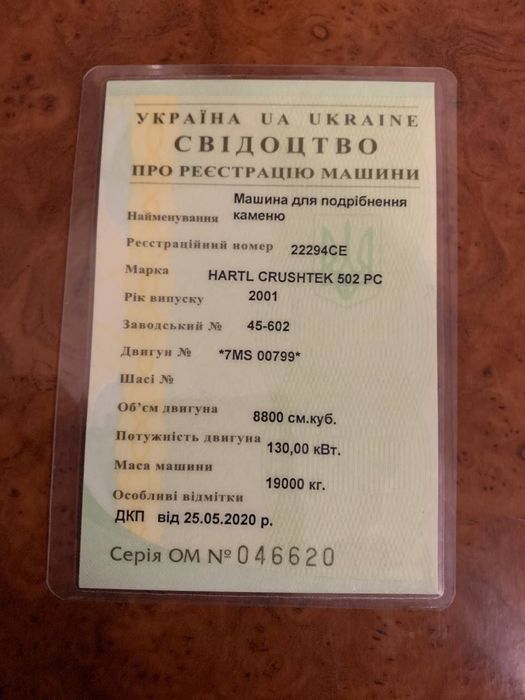 УКРАЇНА UA UKRAINE
СВІДОЦТВО
ПРО РЕЄСТРАЦІЮ МАШИНИ
Найменування Машина для подрібнення каменю
Реєстраційний номер 22294СЕ
Марка HARTL CRUSHTEK 502 PC
Рік випуску 2001
Заводський № 45-602
Двигун № *7MS 00799*
Шасі №
Об'єм двигуна 8800 см.куб.
Потужність двигуна 130,00 кВт.
Маса машини 19000 кг.
Особливі відмітки
ДКП від 25.05.2020 р.
Серія ОМ № 046620